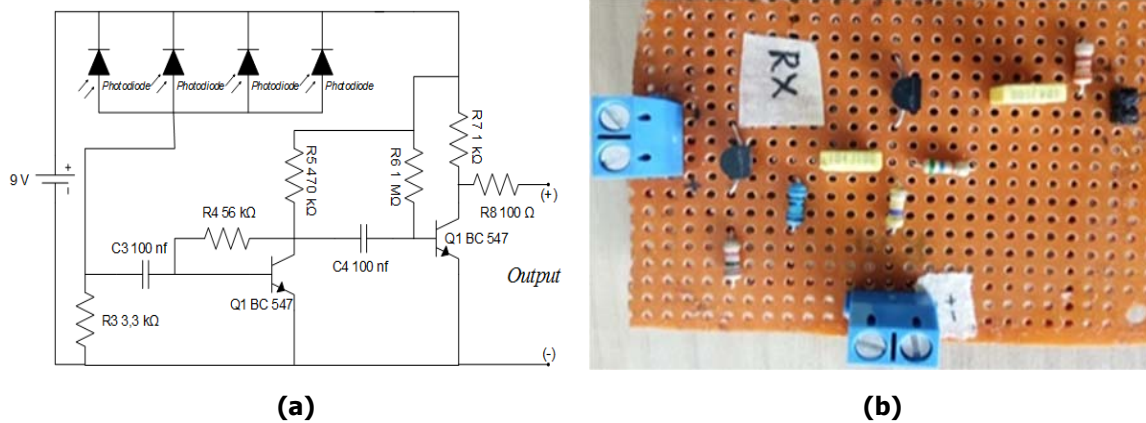 Photodiode Photodiode Photodiode Photodiode
9 V
+
-
R7 1 kΩ
R5 470 kΩ
R6 1 MΩ
R8 100 Ω
(+)
R4 56 kΩ
C3 100 nf
C4 100 nf
Q1 BC 547
Q1 BC 547
Output
R3 3,3 kΩ
(-)
RX
+
+ -
(a)
(b)